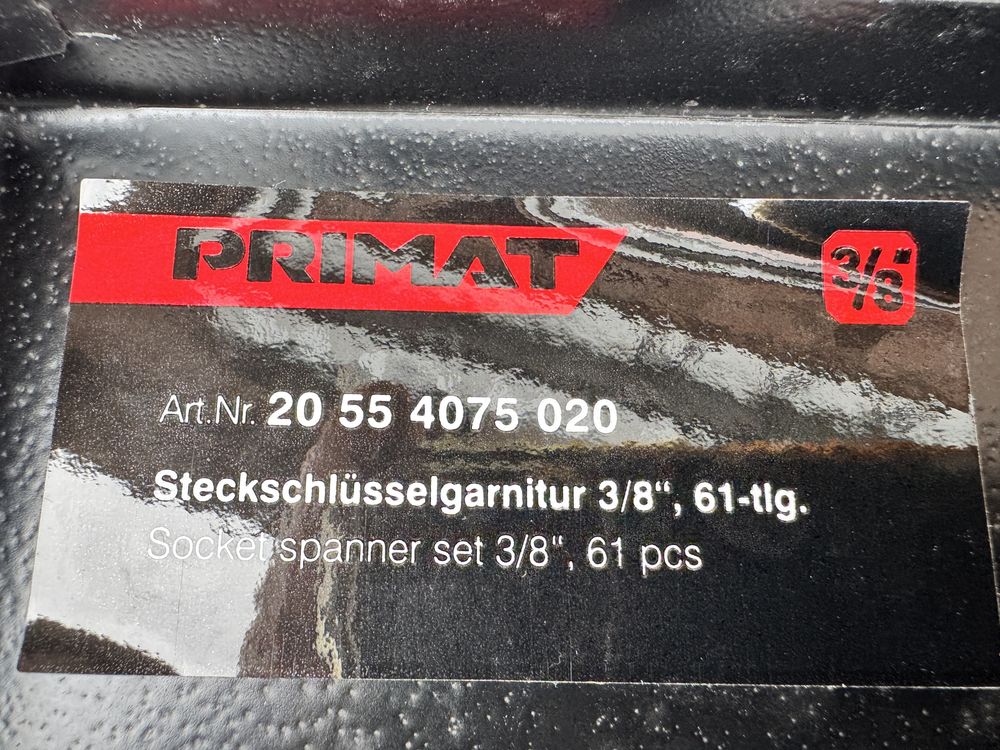 PRIMAT
3/8"
Art.Nr. 20 55 4075 020
Steckschlüsselgarnitur 3/8“, 61-tlg.
Socket spanner set 3/8", 61 pcs